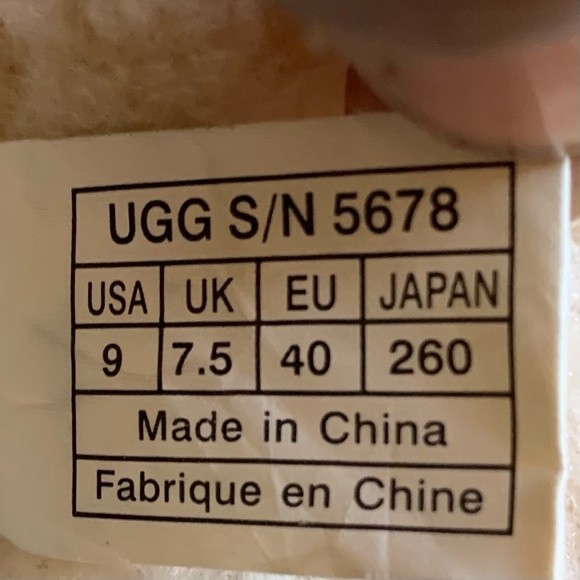 UGG S/N 5678
USA UK EU JAPAN
9 7.5 40 260
Made in China
Fabrique en Chine